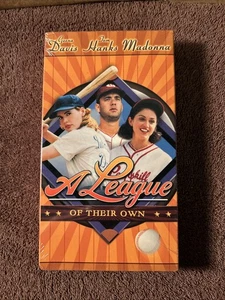 Geena Tom
Davis Hanks Madonna
A League
OF THEIR OWN